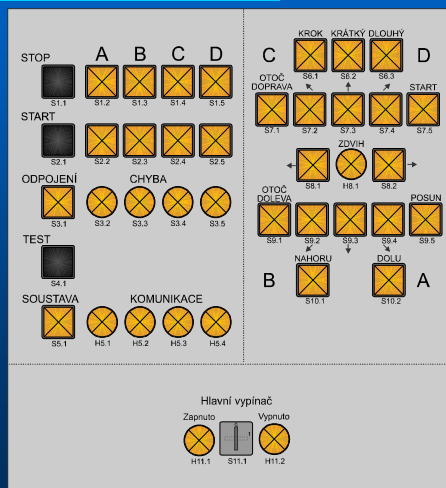 A B C D
STOP
S1.1 S1.2 S1.3 S1.4 S1.5
START
S2.1 S2.2 S2.3 S2.4 S2.5
ODPOJENÍ CHYBA
S3.1 S3.2 S3.3 S3.4 S3.5
TEST
S4.1
SOUSTAVA KOMUNIKACE
S5.1 H5.1 H5.2 H5.3 H5.4
KROK KRÁTKÝ DLOUHÝ
C D
S6.1 S6.2 S6.3
OTOČ
DOPRAVA START
S7.1 S7.2 S7.3 S7.4 S7.5
ZDVIH
S8.1 H8.1 S8.2
OTOČ
DOLEVA POSUN
S9.1 S9.2 S9.3 S9.4 S9.5
NAHORU DOLU
B A
S10.1 S10.2
Hlavní vypínač
Zapnuto Vypnuto
1
H11.1 S11.1 H11.2